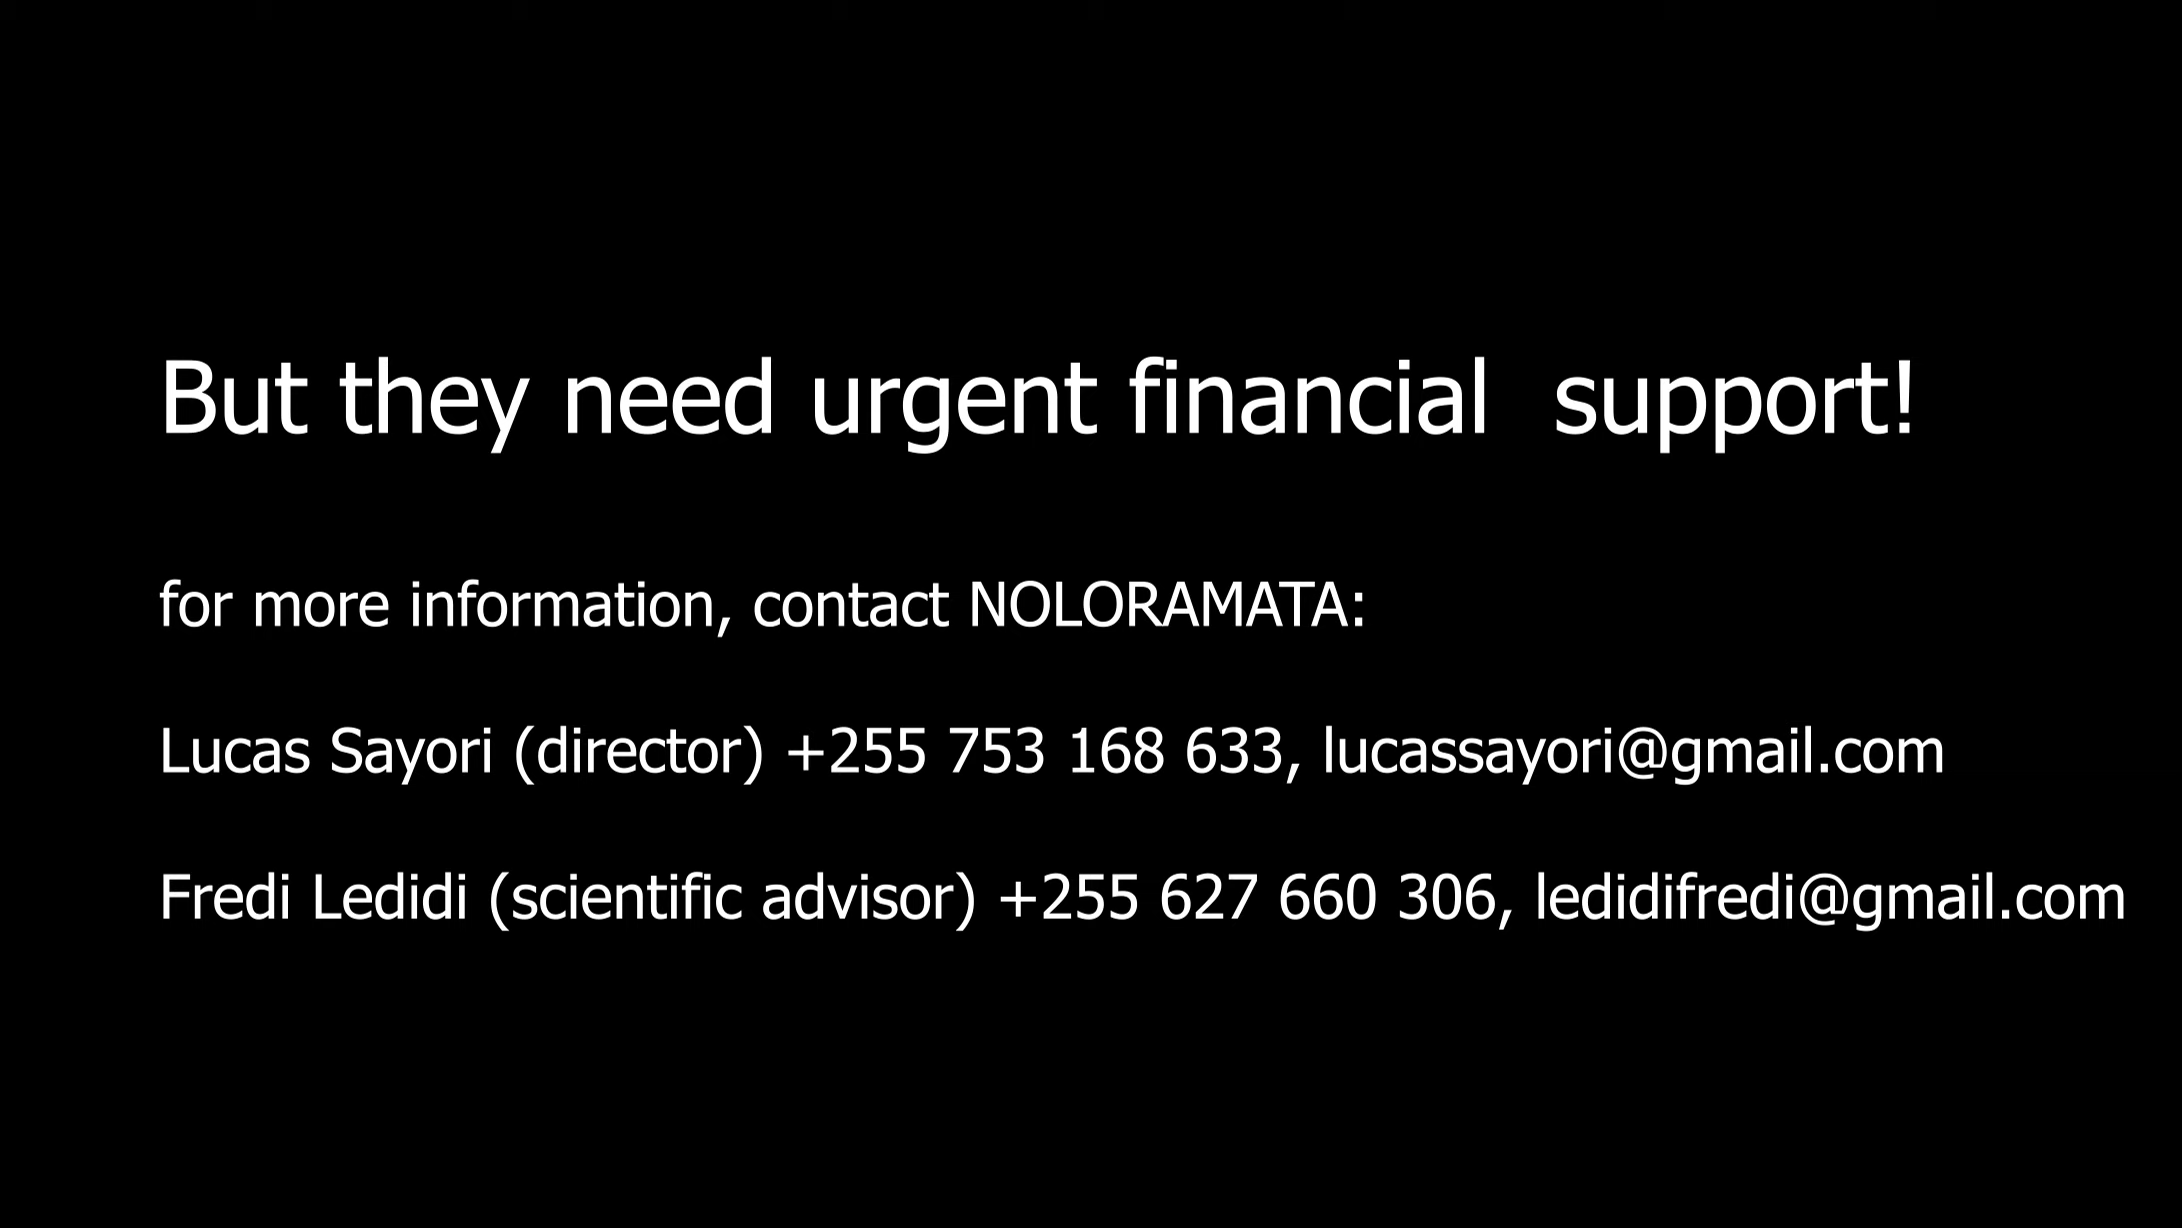 But they need urgent financial  support!
for more information, contact NOLORAMATA:
Lucas Sayori (director) +255 753 168 633, lucassayori@gmail.com
Fredi Ledidi (scientific advisor) +255 627 660 306, ledidifredi@gmail.com